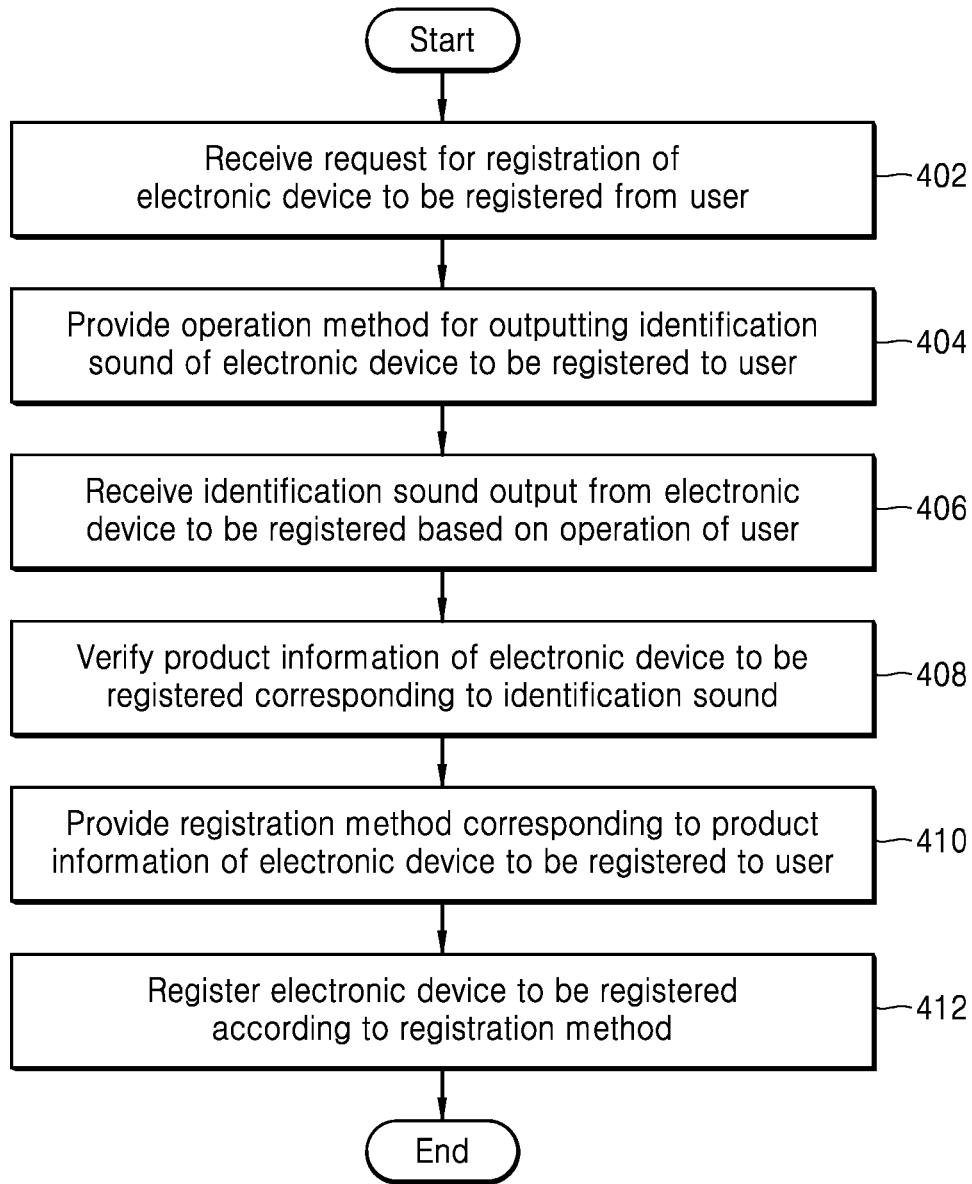 Start
Receive request for registration of
electronic device to be registered from user
402
Provide operation method for outputting identification
sound of electronic device to be registered to user
404
Receive identification sound output from electronic
device to be registered based on operation of user
406
Verify product information of electronic device to be
registered corresponding to identification sound
408
Provide registration method corresponding to product
information of electronic device to be registered to user
410
Register electronic device to be registered
according to registration method
412
End